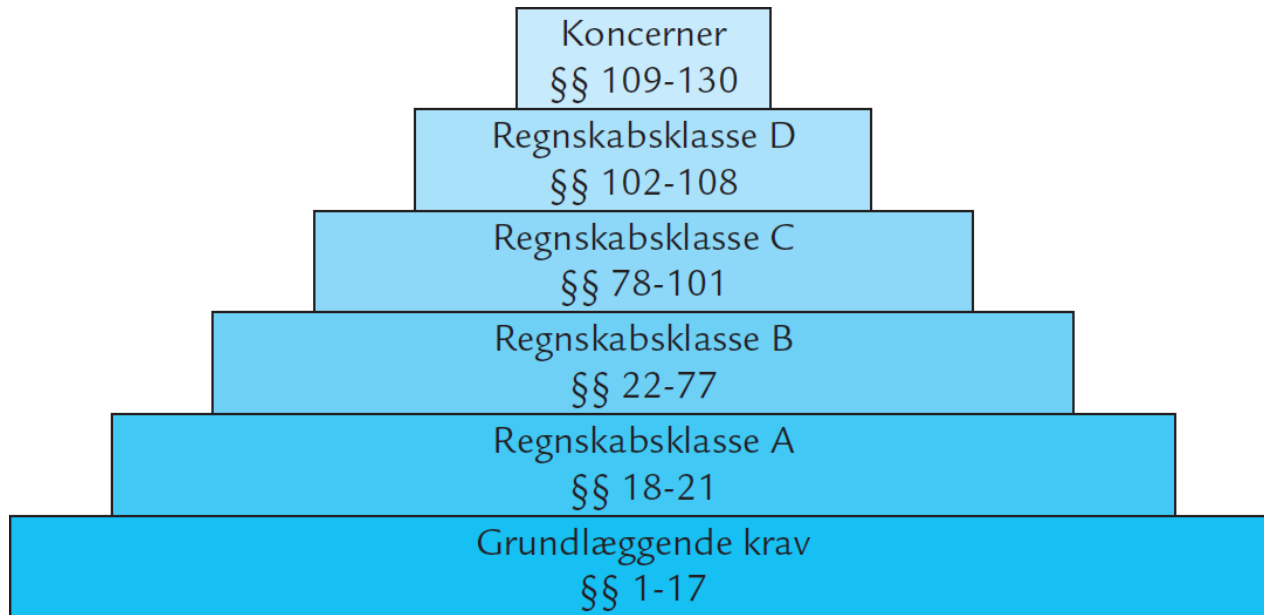 Koncerner
§§ 109-130
Regnskabsklasse D
§§ 102-108
Regnskabsklasse C
§§ 78-101
Regnskabsklasse B
§§ 22-77
Regnskabsklasse A
§§ 18-21
Grundlæggende krav
§§ 1-17